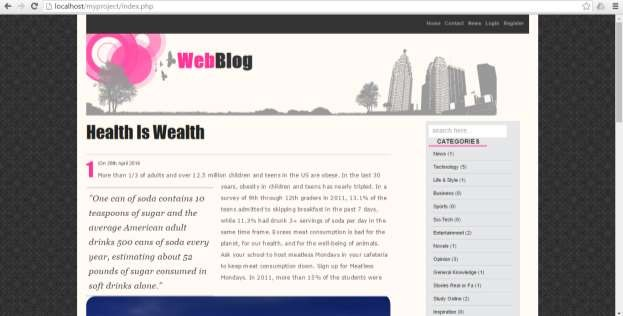 localhost/myproject/index.php
Home Contact News Login Register
WebBlog
Health Is Wealth
1
On 28th April 2016
More than 1/3 of adults and over 12.5 million children and teens in the US are obese. In the last 30
years, obesity in children and teens has nearly tripled. In a
survey of 9th through 12th graders in 2011, 13.1% of the
teens admitted to skipping breakfast in the past 7 days,
while 11.3% had drunk 3+ servings of soda per day in the
same time frame. Excess meat consumption is bad for the
planet, for our health, and for the well-being of animals.
Ask your school to host meatless Mondays in your cafeteria
to keep meat consumption down. Sign up for Meatless
Mondays. In 2011, more than 15% of the students were
"One can of soda contains 10
teaspoons of sugar and the
average American adult
drinks 500 cans of soda every
year, estimating about 52
pounds of sugar consumed in
soft drinks alone."
search here
CATEGORIES
News (1)
Technology (5)
Life & Style (1)
Business (0)
Sports (0)
Sci-Tech (0)
Entertainment (2)
Novels (1)
Opinion (3)
General Knowledge (1)
Stories Real or Fa (1)
Study Online (2)
Inspiration (0)